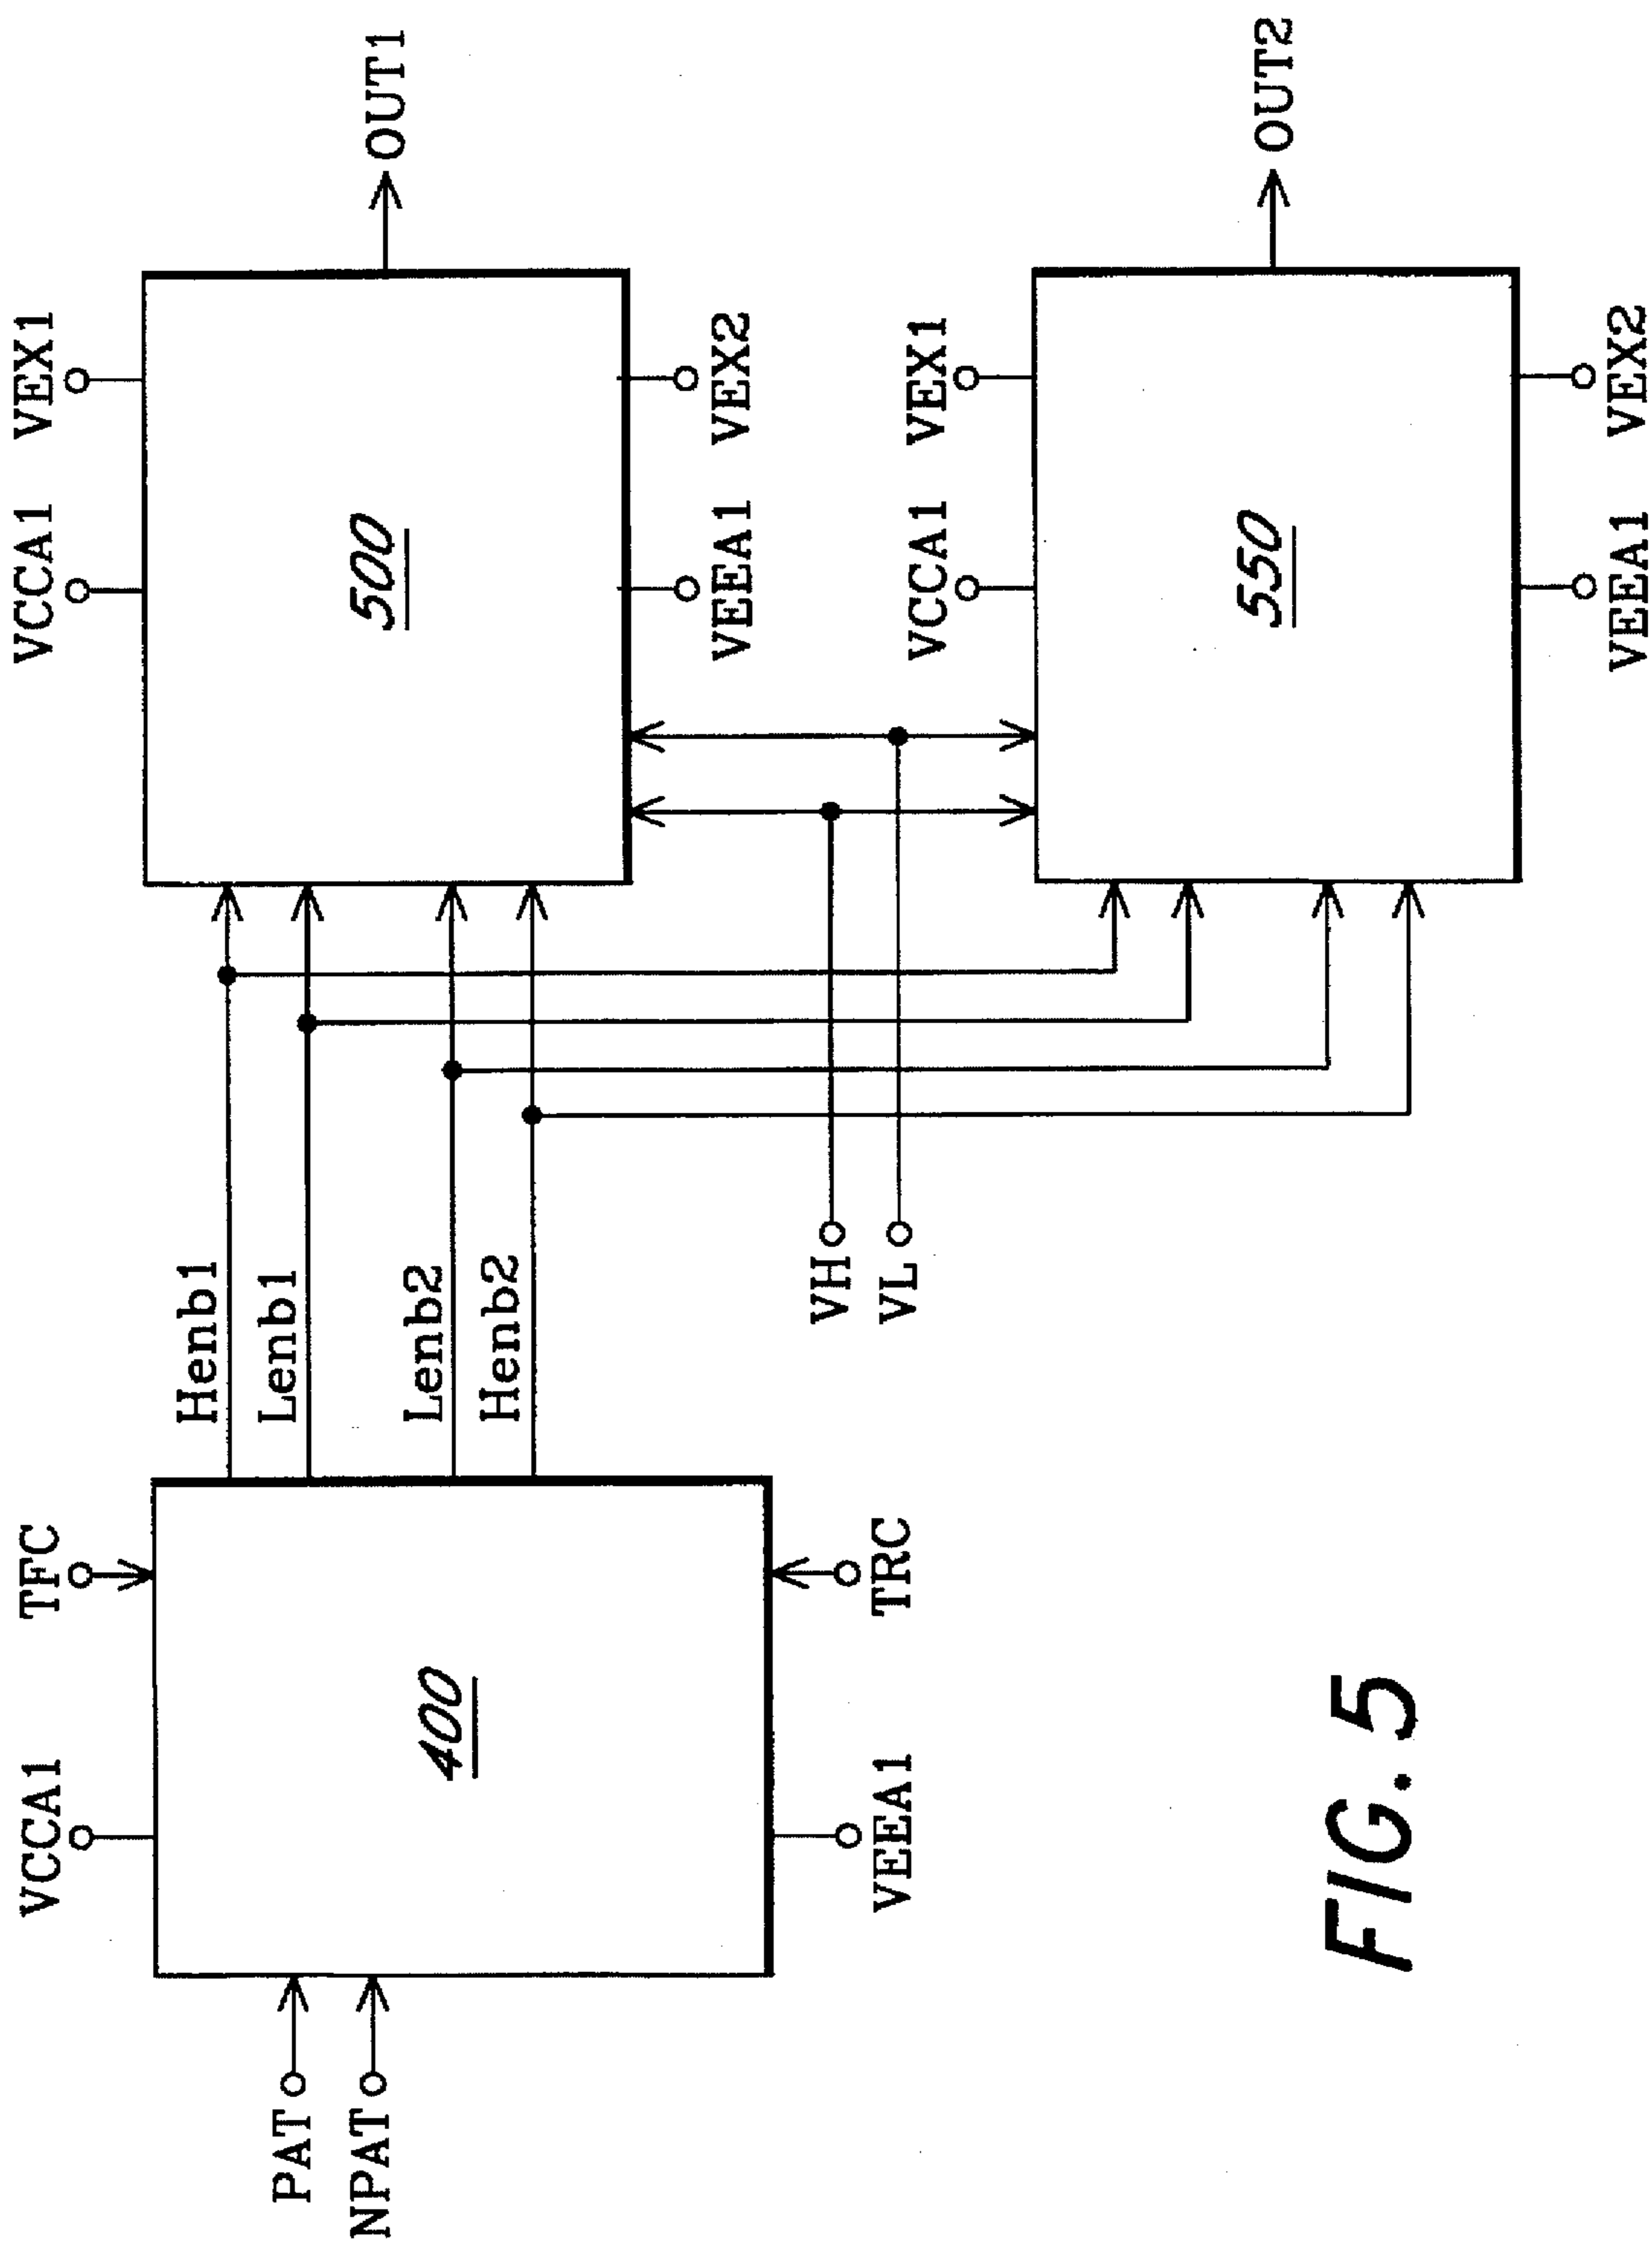 VCCA1
TFC
PAT
NPAT
400
VEEA1
TRC
Henb1
Lenb1
Lenb2
Henb2
VH
VL
VCCA1
VEX1
500
OUT1
VEEA1
VEX2
VCCA1
VEX1
550
OUT2
VEEA1
VEX2
FIG. 5